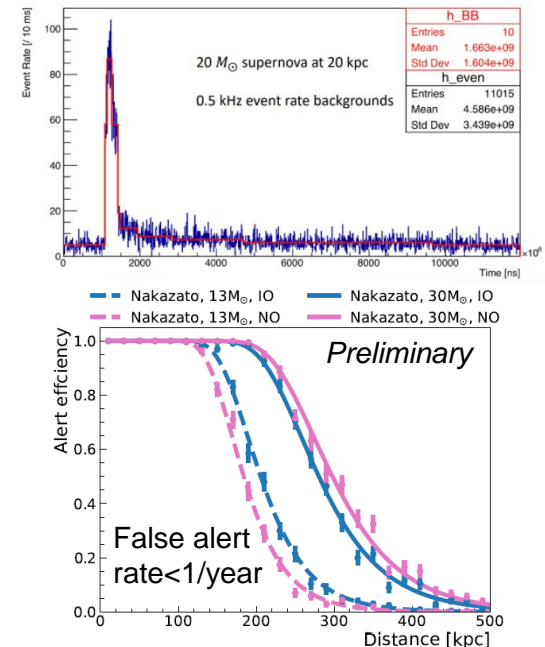 Event Rate [/ 10 ms]
100
80
60
40
20
0
h_BB
Entries 10
Mean 1.663e+09
Std Dev 1.604e+09
h_even
Entries 11015
Mean 4.586e+09
Std Dev 3.439e+09
20 M⊙ supernova at 20 kpc
0.5 kHz event rate backgrounds
0 2000 4000 6000 8000 10000
×10⁶
Time [ns]
Nakazato, 13M⊙, IO Nakazato, 30M⊙, IO
Nakazato, 13M⊙, NO Nakazato, 30M⊙, NO
Alert effciency
1.0
0.8
0.6
0.4
0.2
0.0
Preliminary
False alert
rate<1/year
0 100 200 300 400 500
Distance [kpc]